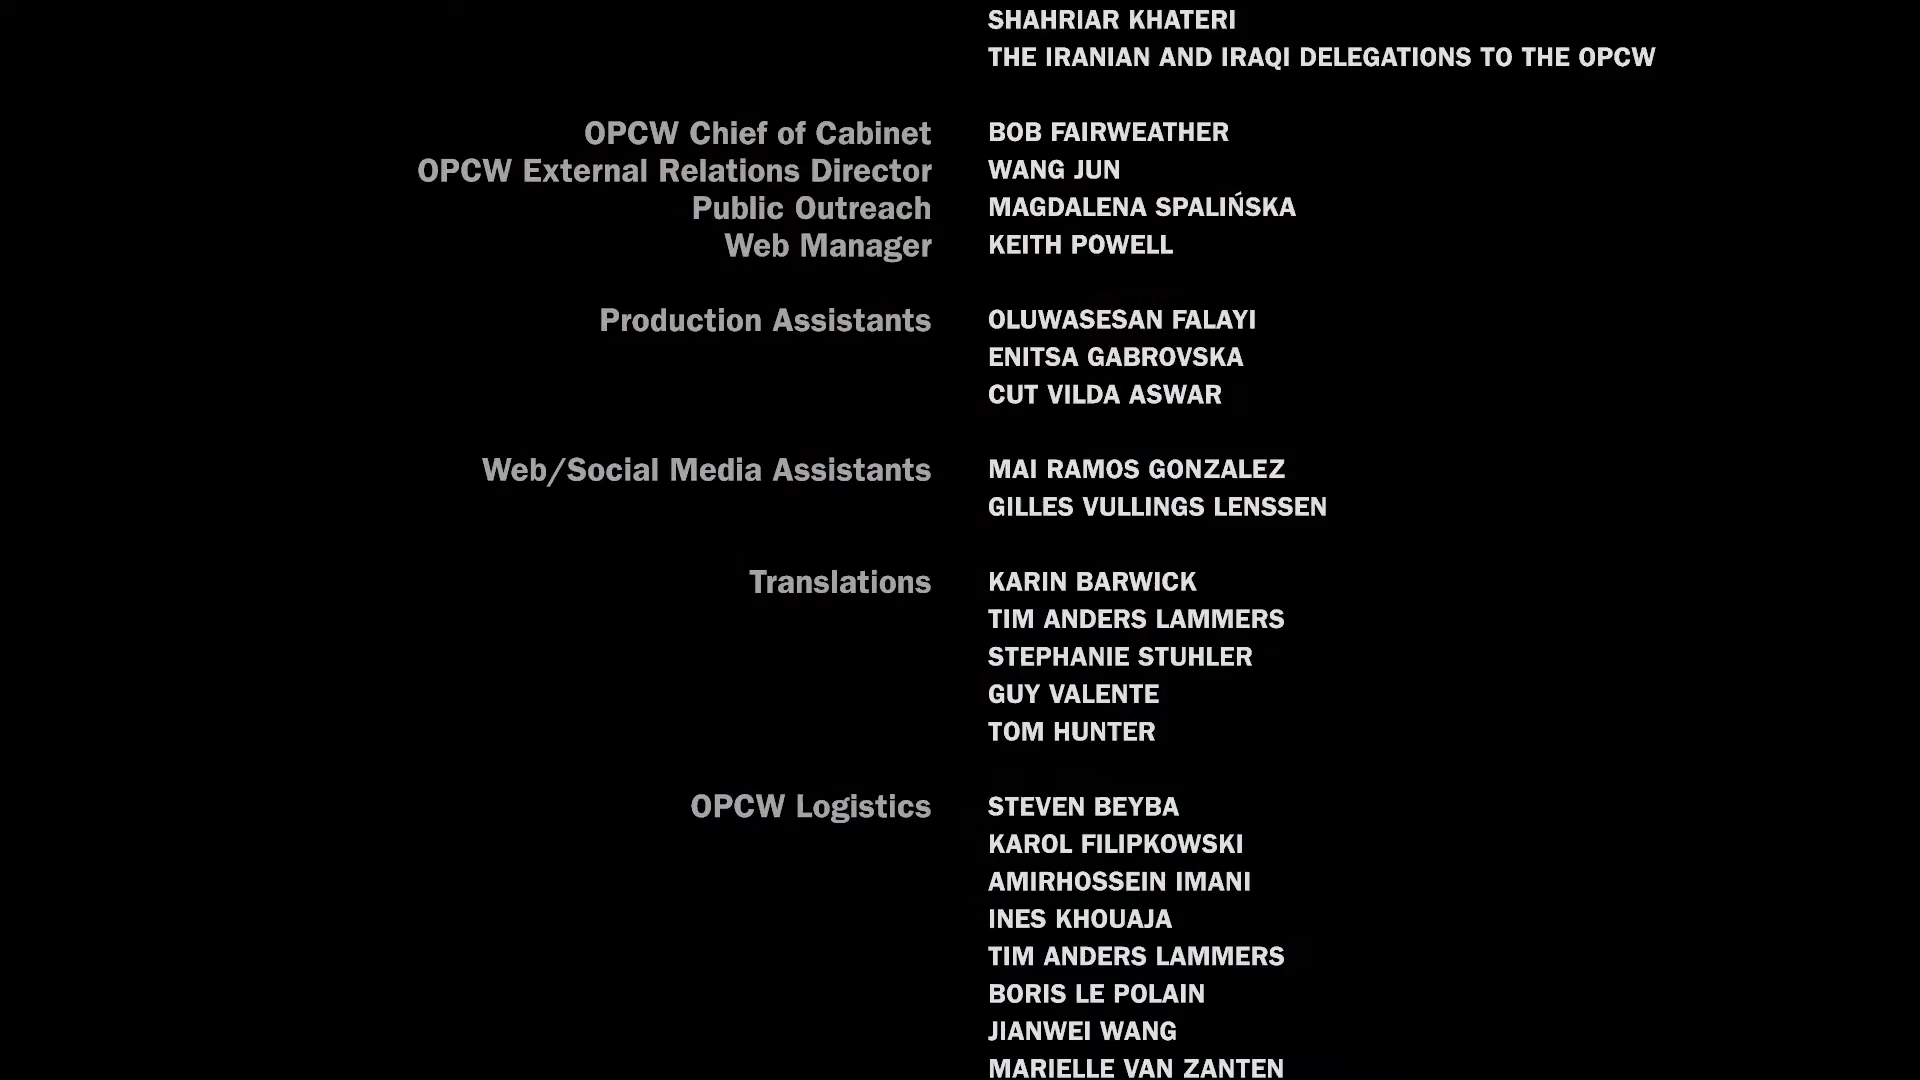 SHAHRIAR KHATERI
THE IRANIAN AND IRAQI DELEGATIONS TO THE OPCW
OPCW Chief of Cabinet BOB FAIRWEATHER
OPCW External Relations Director WANG JUN
Public Outreach MAGDALENA SPALIŃSKA
Web Manager KEITH POWELL
Production Assistants OLUWASESAN FALAYI
ENITSA GABROVSKA
CUT VILDA ASWAR
Web/Social Media Assistants MAI RAMOS GONZALEZ
GILLES VULLINGS LENSSEN
Translations KARIN BARWICK
TIM ANDERS LAMMERS
STEPHANIE STUHLER
GUY VALENTE
TOM HUNTER
OPCW Logistics STEVEN BEYBA
KAROL FILIPKOWSKI
AMIRHOSSEIN IMANI
INES KHOUAJA
TIM ANDERS LAMMERS
BORIS LE POLAIN
JIANWEI WANG
MARIELLE VAN ZANTEN